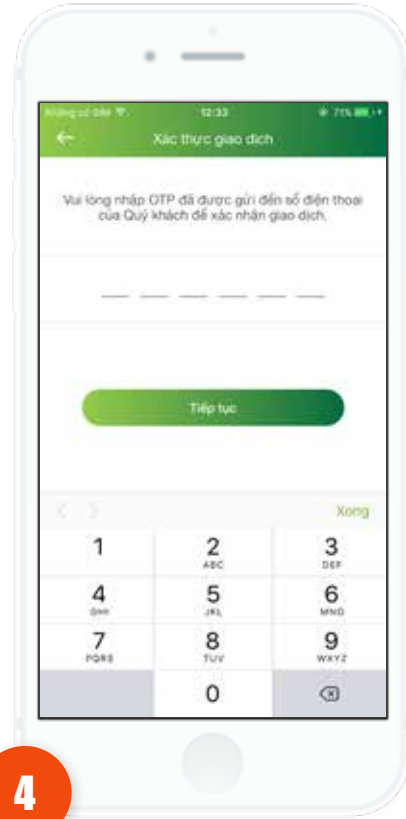 Không có SIM 12:33 71%
Xác thực giao dịch
Vui lòng nhập OTP đã được gửi đến số điện thoại
của Quý khách để xác nhận giao dịch.
Tiếp tục
Xong
1 2 3
ABC DEF
4 5 6
GHI JKL MNO
7 8 9
PQRS TUV WXYZ
0
4